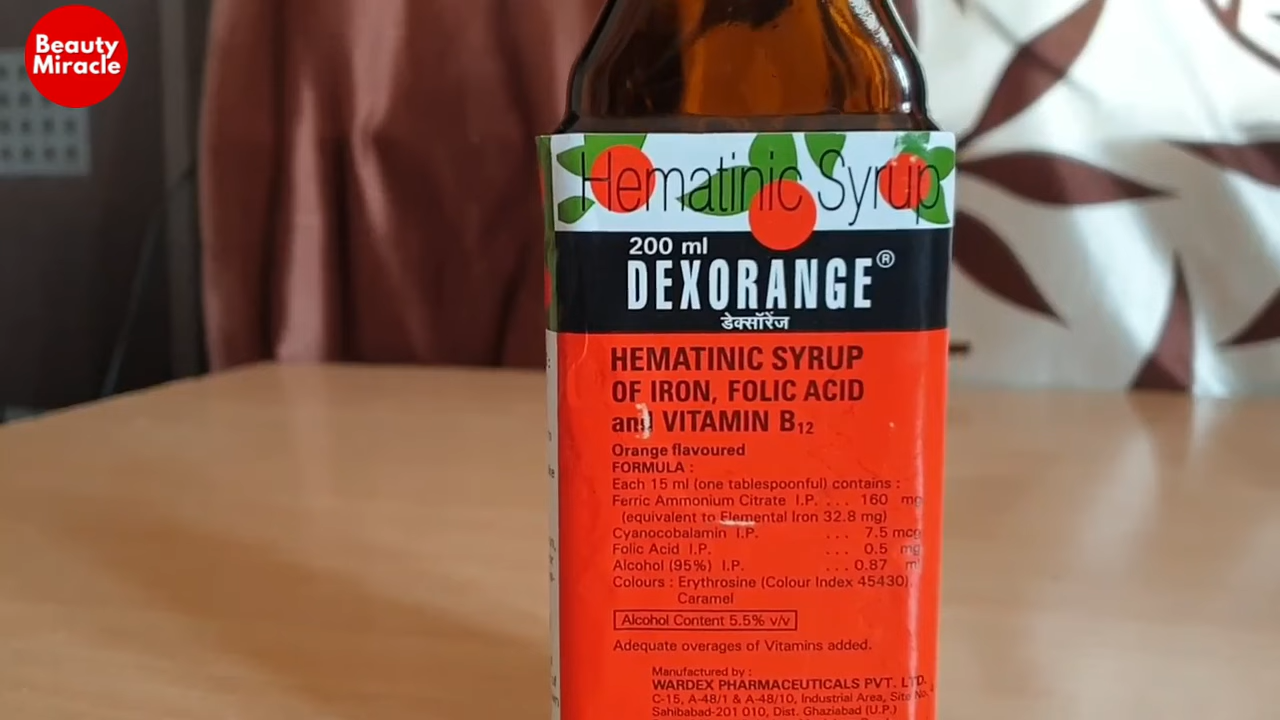 Beauty
Miracle
Hematinic Syrup
200 ml
DEXORANGE®
डेक्सॉरेंज
HEMATINIC SYRUP
OF IRON, FOLIC ACID
and VITAMIN B₁₂
Orange flavoured
FORMULA :
Each 15 ml (one tablespoonful) contains :
Ferric Ammonium Citrate I.P. ... 160 mg
(equivalent to Elemental Iron 32.8 mg)
Cyanocobalamin I.P. ... 7.5 mcg
Folic Acid I.P. ... 0.5 mg
Alcohol (95%) I.P. ... 0.87 ml
Colours : Erythrosine (Colour Index 45430),
Caramel
Alcohol Content 5.5% v/v
Adequate overages of Vitamins added.
Manufactured by :
WARDEX PHARMACEUTICALS PVT. LTD.
C-15, A-48/1 & A-48/10, Industrial Area, Site No.
Sahibabad-201 010, Dist. Ghaziabad (U.P.)